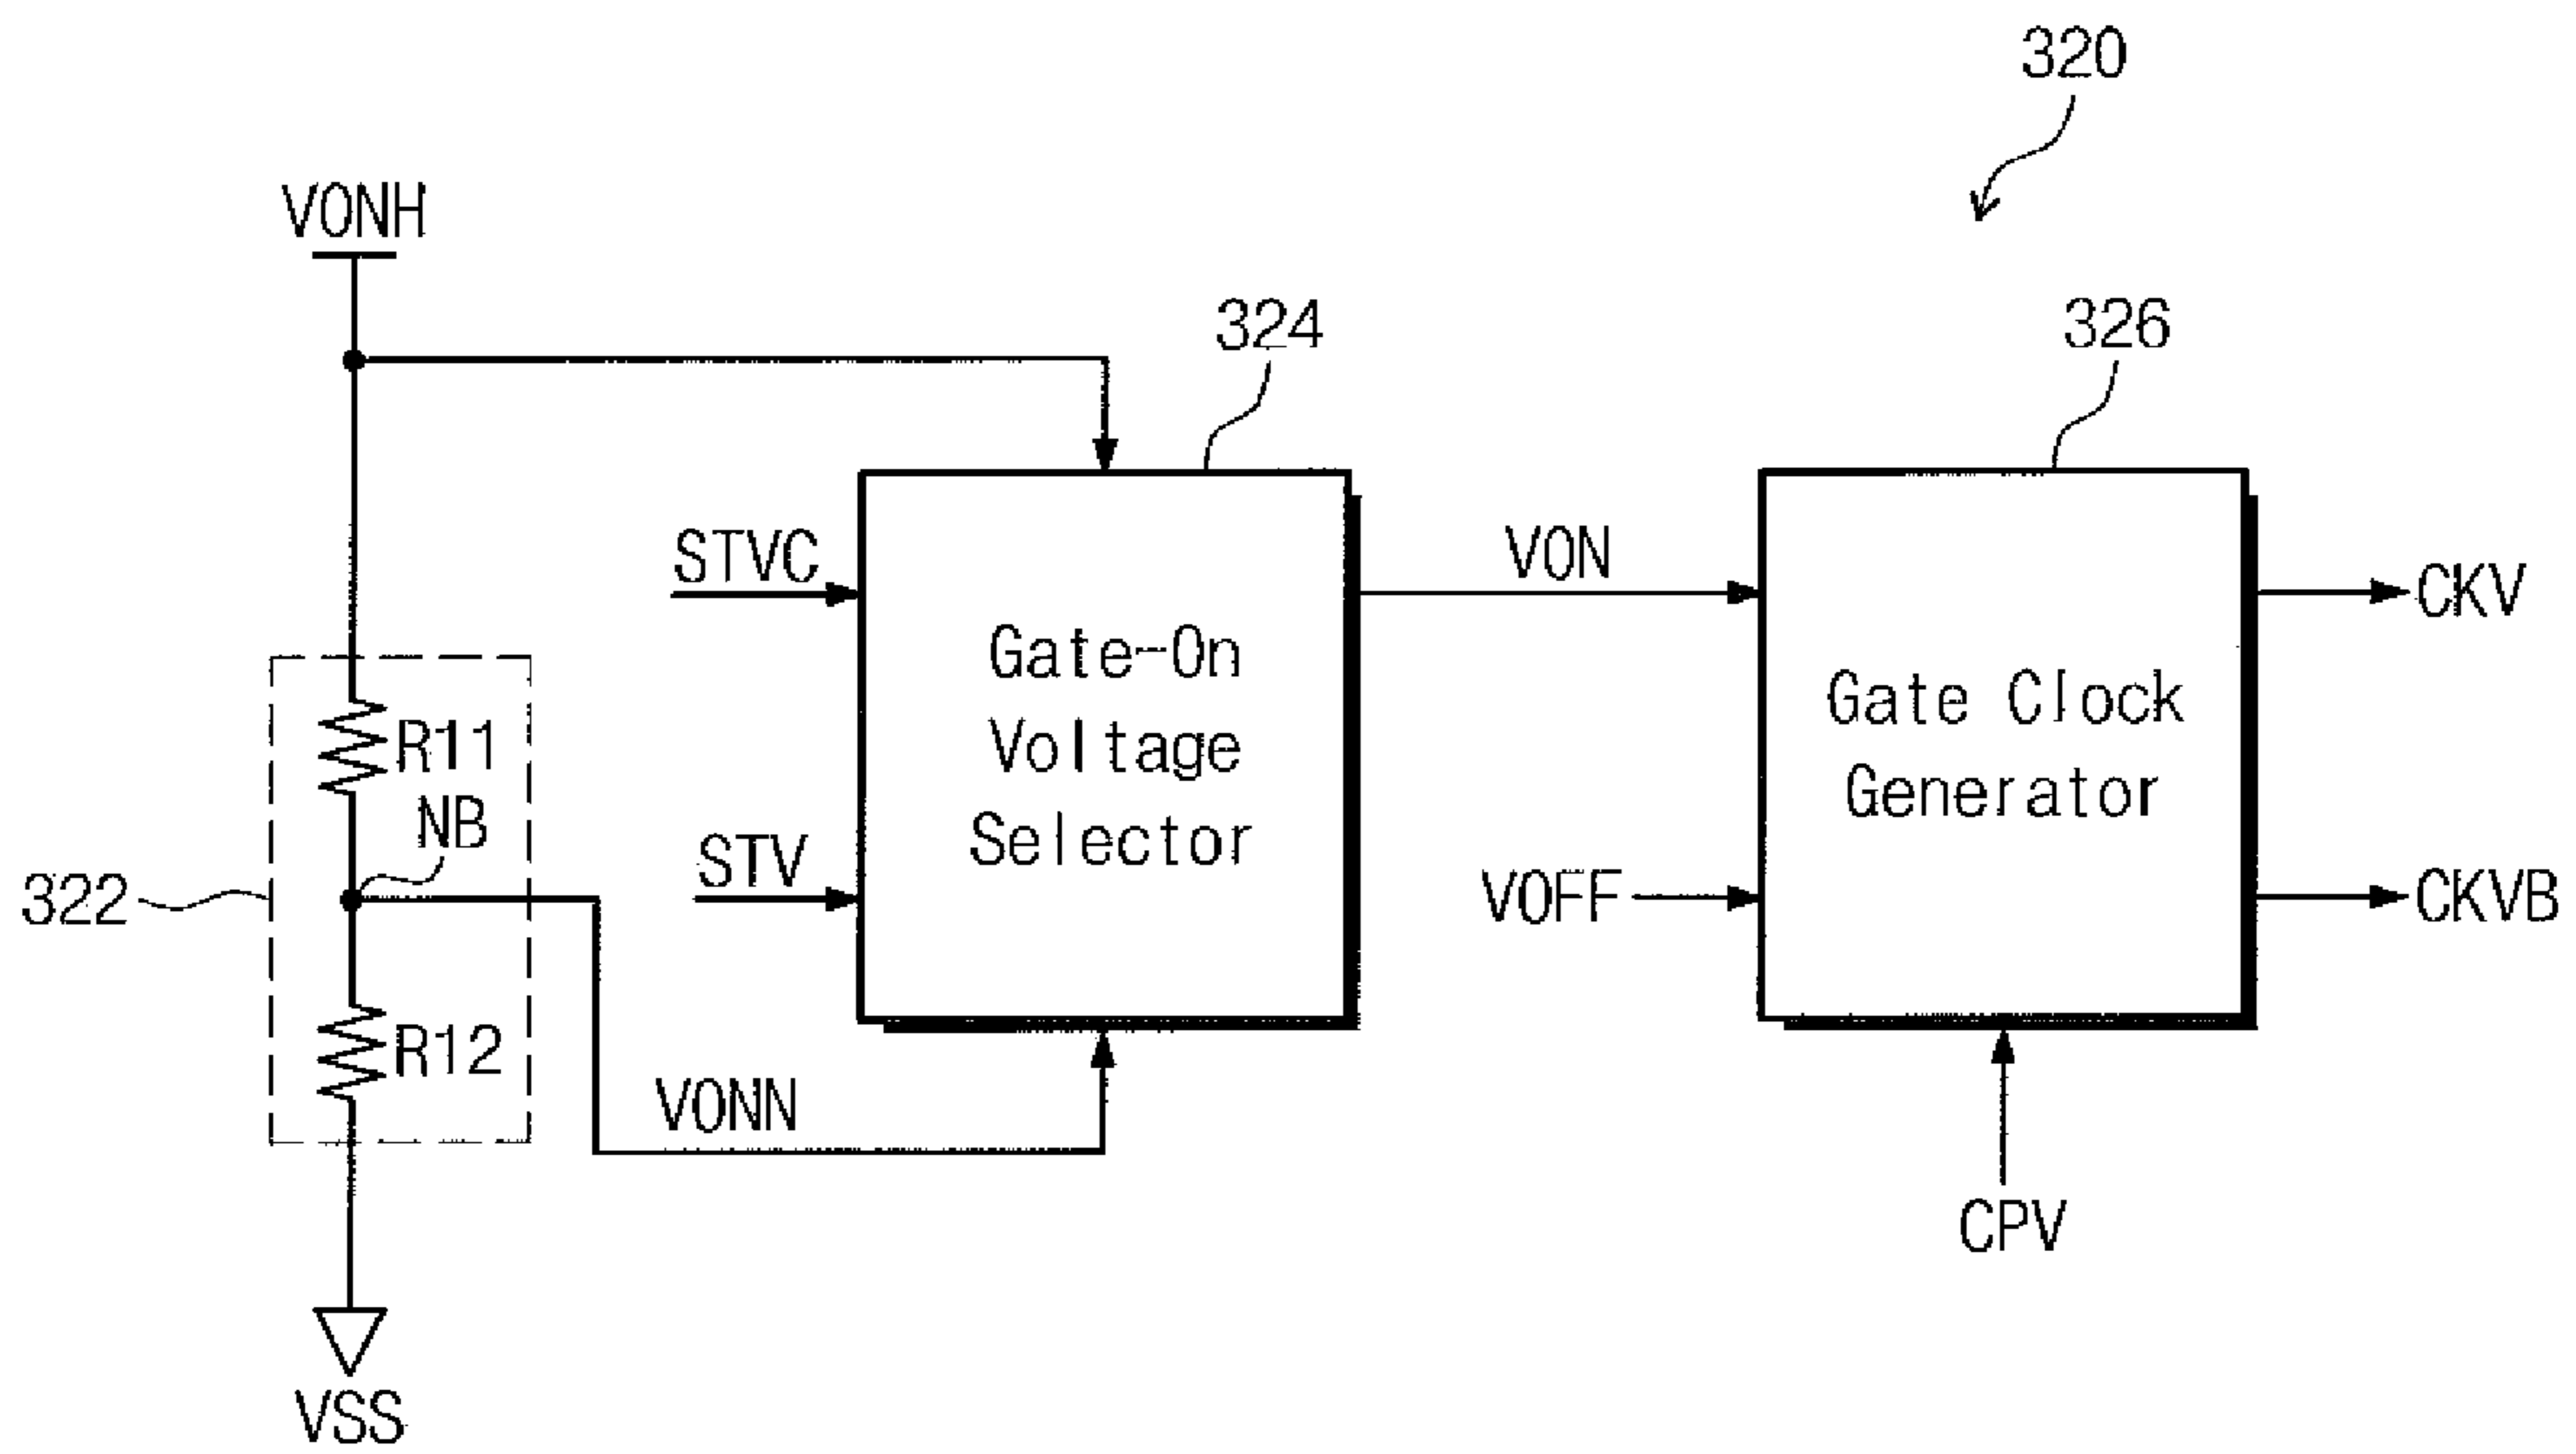 320
VONH
324
326
STVC
VON
CKV
Gate-On
Voltage
Selector
Gate Clock
Generator
R11
NB
322
STV
VOFF
CKVB
R12
VONN
CPV
VSS